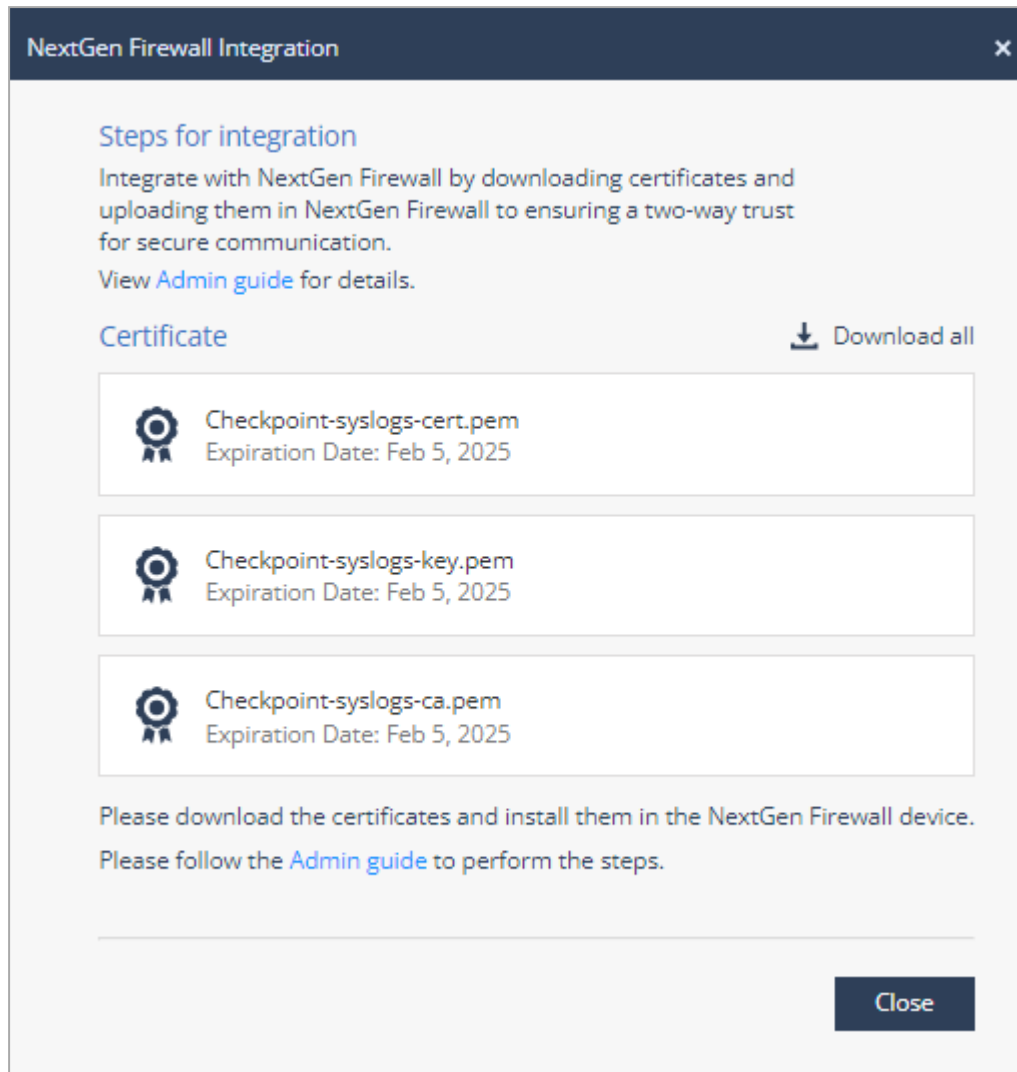 NextGen Firewall Integration
×
Steps for integration
Integrate with NextGen Firewall by downloading certificates and
uploading them in NextGen Firewall to ensuring a two-way trust
for secure communication.
View Admin guide for details.
Certificate
Download all
Checkpoint-syslogs-cert.pem
Expiration Date: Feb 5, 2025
Checkpoint-syslogs-key.pem
Expiration Date: Feb 5, 2025
Checkpoint-syslogs-ca.pem
Expiration Date: Feb 5, 2025
Please download the certificates and install them in the NextGen Firewall device.
Please follow the Admin guide to perform the steps.
Close